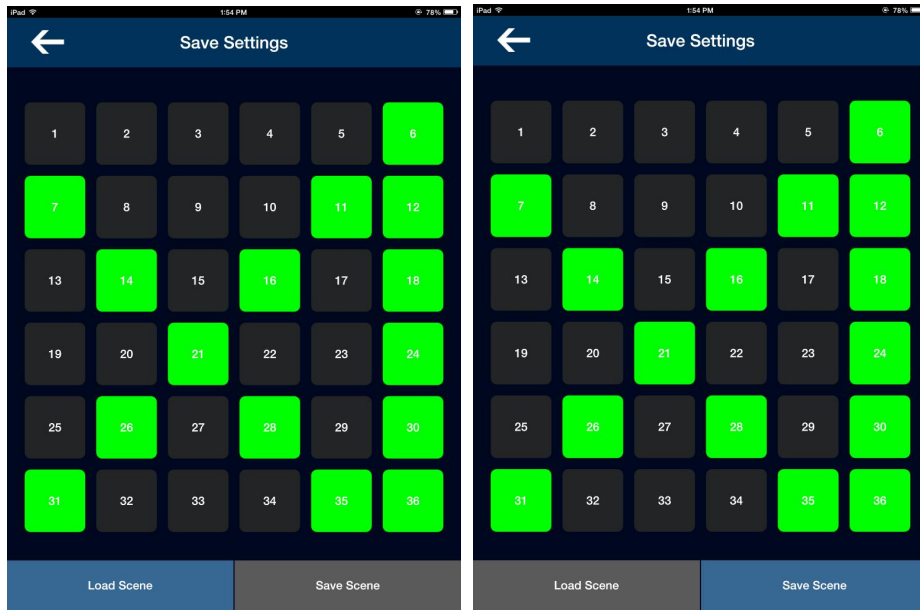 iPad 1:54 PM 78%
Save Settings
1 2 3 4 5 6
7 8 9 10 11 12
13 14 15 16 17 18
19 20 21 22 23 24
25 26 27 28 29 30
31 32 33 34 35 36
Load Scene Save Scene
iPad 1:54 PM 78%
Save Settings
1 2 3 4 5 6
7 8 9 10 11 12
13 14 15 16 17 18
19 20 21 22 23 24
25 26 27 28 29 30
31 32 33 34 35 36
Load Scene Save Scene